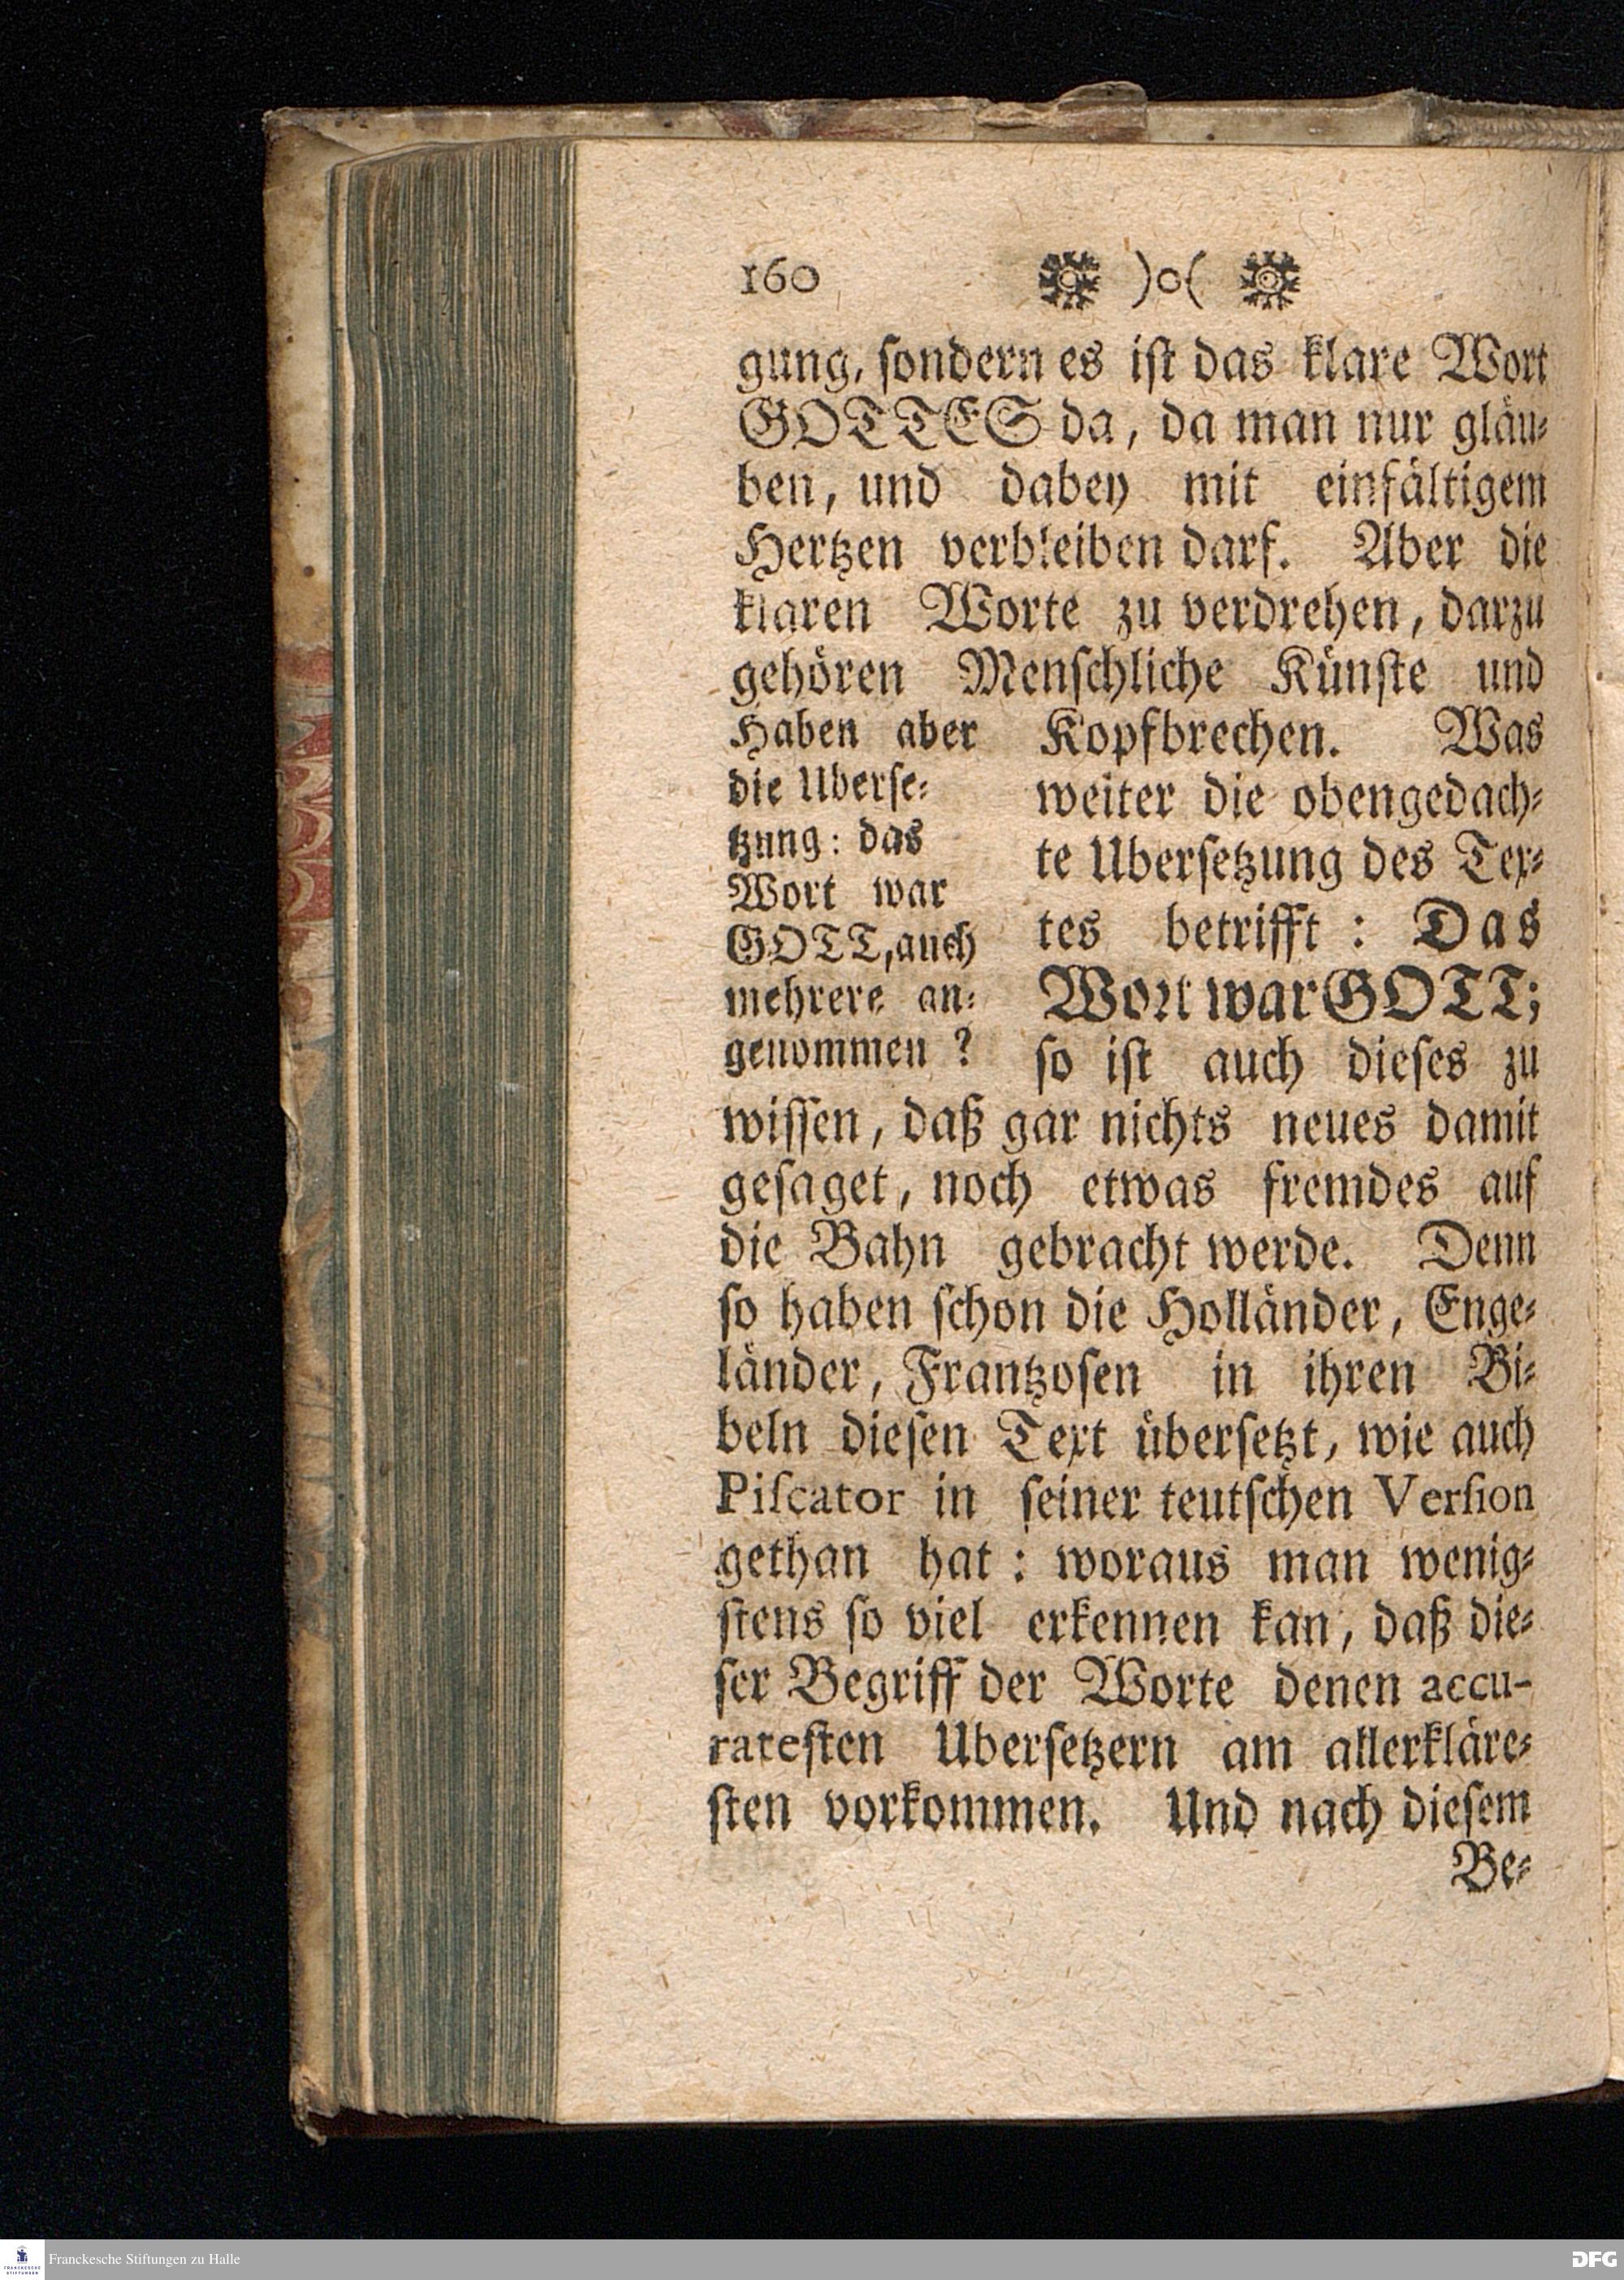 160 )o(
gung, sondern es ist das klare Wort
GOTTES da, da man nur gläu-
ben, und dabey mit einfältigem
Hertzen verbleiben darf. Aber die
klaren Worte zu verdrehen, darzu
gehören Menschliche Künste und
Haben aber
die Uberse-
tzung: das
Wort war
GOTT, auch
mehrere an-
genommen ?
Kopfbrechen. Was
weiter die obengedach-
te Ubersetzung des Tex-
tes betrifft : Das
Wort war GOTT;
so ist auch dieses zu
wissen, daß gar nichts neues damit
gesaget, noch etwas fremdes auf
die Bahn gebracht werde. Denn
so haben schon die Holländer, Enge-
länder, Frantzosen in ihren Bi-
beln diesen Text übersetzt, wie auch
Piscator in seiner teutschen Version
gethan hat : woraus man wenig-
stens so viel erkennen kan, daß die-
ser Begriff der Worte denen accu-
ratesten Ubersetzern am allerkläre-
sten vorkommen. Und nach diesem
Be-
Franckesche Stiftungen zu Halle
DFG